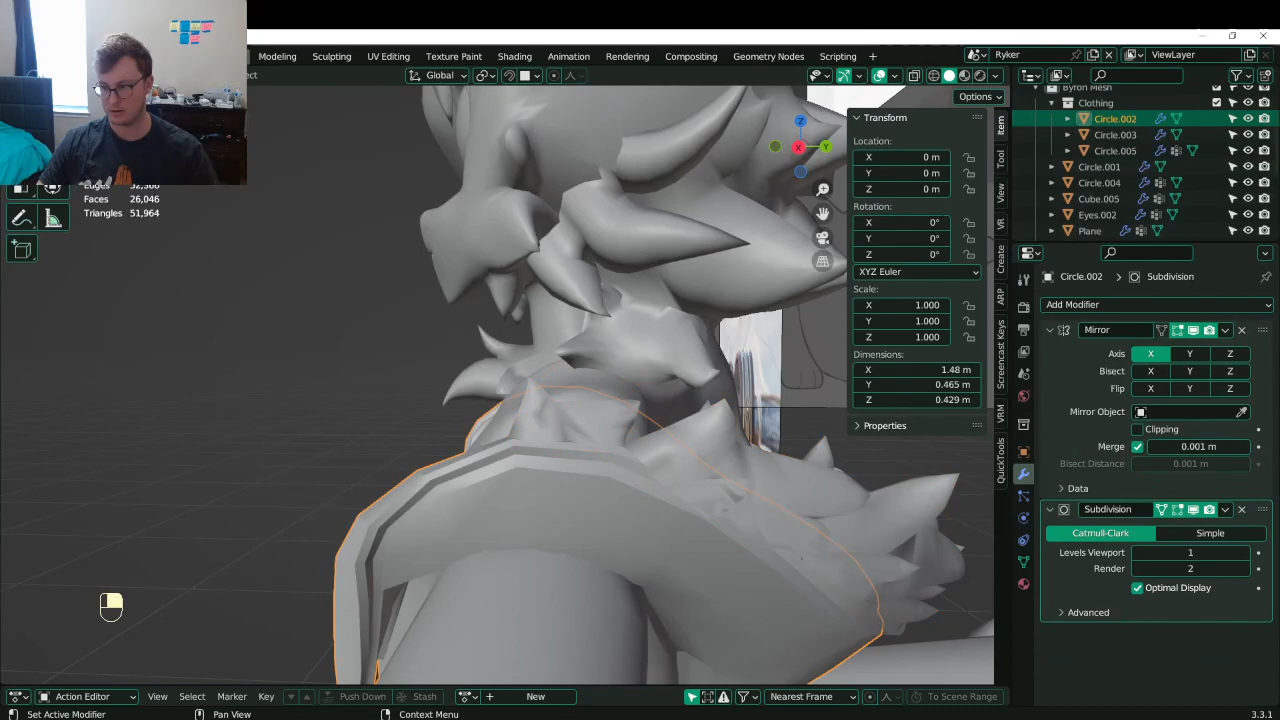 Modeling Sculpting UV Editing Texture Paint Shading Animation Rendering Compositing Geometry Nodes Scripting
Ryker ViewLayer
Global
Options
Edges
Faces 26,046
Triangles 51,964
Transform
Location:
X 0 m
Y 0 m
Z 0 m
Rotation:
X 0°
Y 0°
Z 0°
XYZ Euler
Scale:
X 1.000
Y 1.000
Z 1.000
Dimensions:
X 1.48 m
Y 0.465 m
Z 0.429 m
Properties
Item
Tool
View
VR
Create
ARP
Screencast Keys
VRM
QuickTools
Byron Mesh
Clothing
Circle.002
Circle.003
Circle.005
Circle.001
Circle.004
Cube.005
Eyes.002
Plane
Circle.002 Subdivision
Add Modifier
Mirror
Axis X Y Z
Bisect X Y Z
Flip X Y Z
Mirror Object
Clipping
Merge 0.001 m
Bisect Distance 0.001 m
Data
Subdivision
Catmull-Clark Simple
Levels Viewport 1
Render 2
Optimal Display
Advanced
Action Editor View Select Marker Key Push Down Stash New Nearest Frame To Scene Range
Set Active Modifier Pan View Context Menu 3.3.1